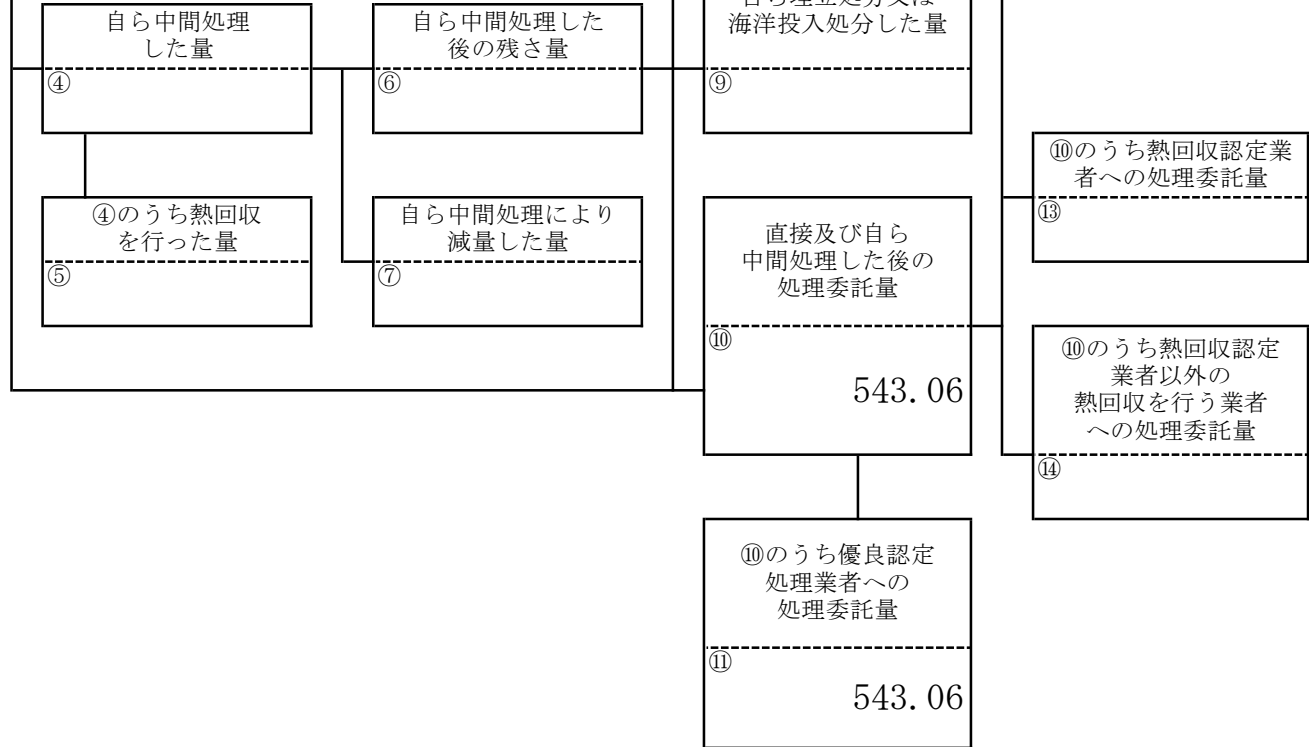 自ら中間処理
した量
④
自ら中間処理した
後の残さ量
⑥
海洋投入処分した量
⑨
④のうち熱回収
を行った量
⑤
自ら中間処理により
減量した量
⑦
直接及び自ら
中間処理した後の
処理委託量
⑩
543.06
⑩のうち熱回収認定業
者への処理委託量
⑬
⑩のうち熱回収認定
業者以外の
熱回収を行う業者
への処理委託量
⑭
⑩のうち優良認定
処理業者への
処理委託量
⑪
543.06